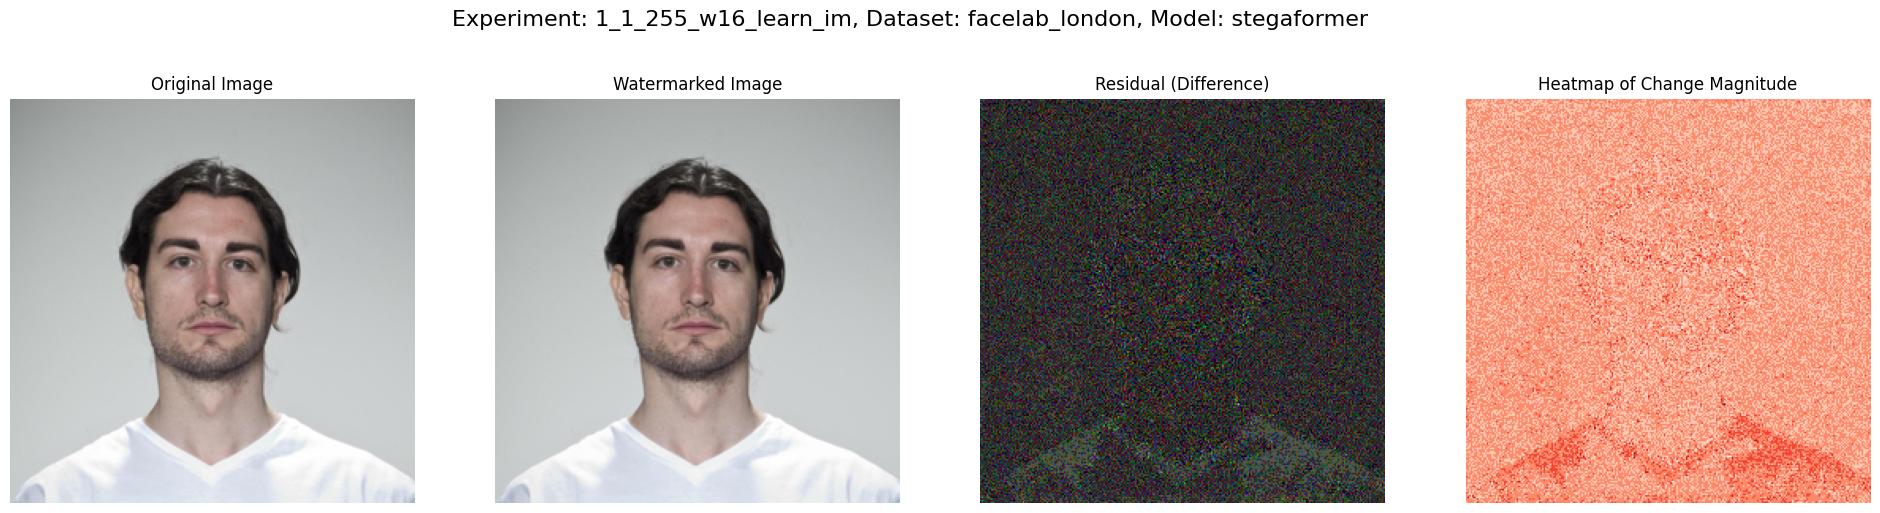 Experiment: 1_1_255_w16_learn_im, Dataset: facelab_london, Model: stegaformer
Original Image
Watermarked Image
Residual (Difference)
Heatmap of Change Magnitude